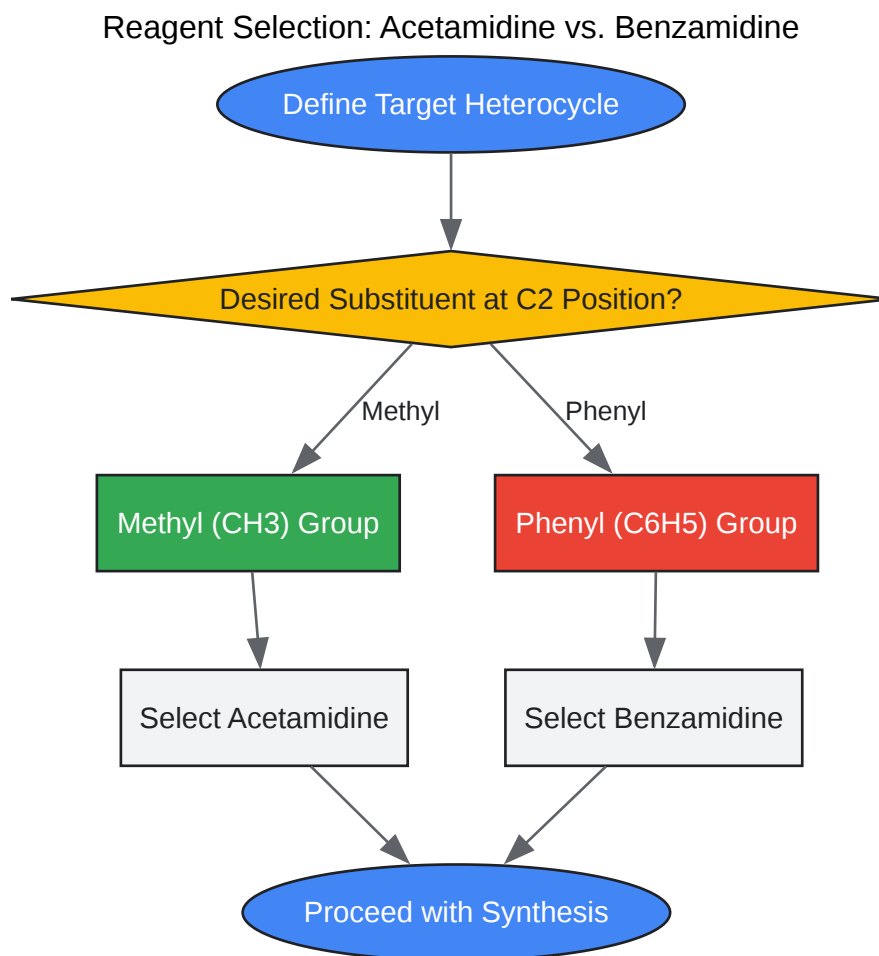 Reagent Selection: Acetamidine vs. Benzamidine
Define Target Heterocycle
Desired Substituent at C2 Position?
Methyl
Phenyl
Methyl (CH3) Group
Phenyl (C6H5) Group
Select Acetamidine
Select Benzamidine
Proceed with Synthesis